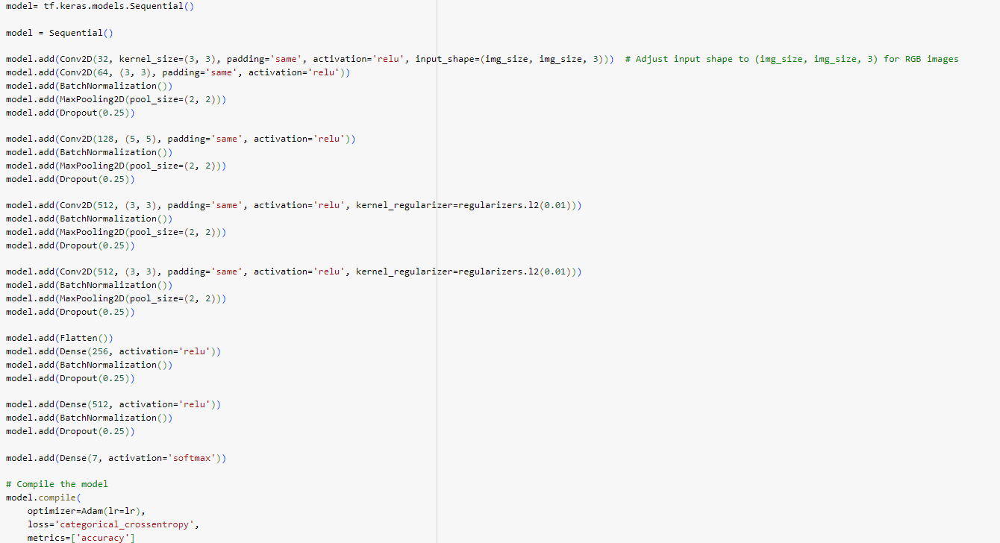 model= tf.keras.models.Sequential()
model = Sequential()
model.add(Conv2D(32, kernel_size=(3, 3), padding='same', activation='relu', input_shape=(img_size, img_size, 3)))  # Adjust input shape to (img_size, img_size, 3) for RGB images
model.add(Conv2D(64, (3, 3), padding='same', activation='relu'))
model.add(BatchNormalization())
model.add(MaxPooling2D(pool_size=(2, 2)))
model.add(Dropout(0.25))
model.add(Conv2D(128, (5, 5), padding='same', activation='relu'))
model.add(BatchNormalization())
model.add(MaxPooling2D(pool_size=(2, 2)))
model.add(Dropout(0.25))
model.add(Conv2D(512, (3, 3), padding='same', activation='relu', kernel_regularizer=regularizers.l2(0.01)))
model.add(BatchNormalization())
model.add(MaxPooling2D(pool_size=(2, 2)))
model.add(Dropout(0.25))
model.add(Conv2D(512, (3, 3), padding='same', activation='relu', kernel_regularizer=regularizers.l2(0.01)))
model.add(BatchNormalization())
model.add(MaxPooling2D(pool_size=(2, 2)))
model.add(Dropout(0.25))
model.add(Flatten())
model.add(Dense(256, activation='relu'))
model.add(BatchNormalization())
model.add(Dropout(0.25))
model.add(Dense(512, activation='relu'))
model.add(BatchNormalization())
model.add(Dropout(0.25))
model.add(Dense(7, activation='softmax'))
# Compile the model
model.compile(
    optimizer=Adam(lr=lr),
    loss='categorical_crossentropy',
    metrics=['accuracy']